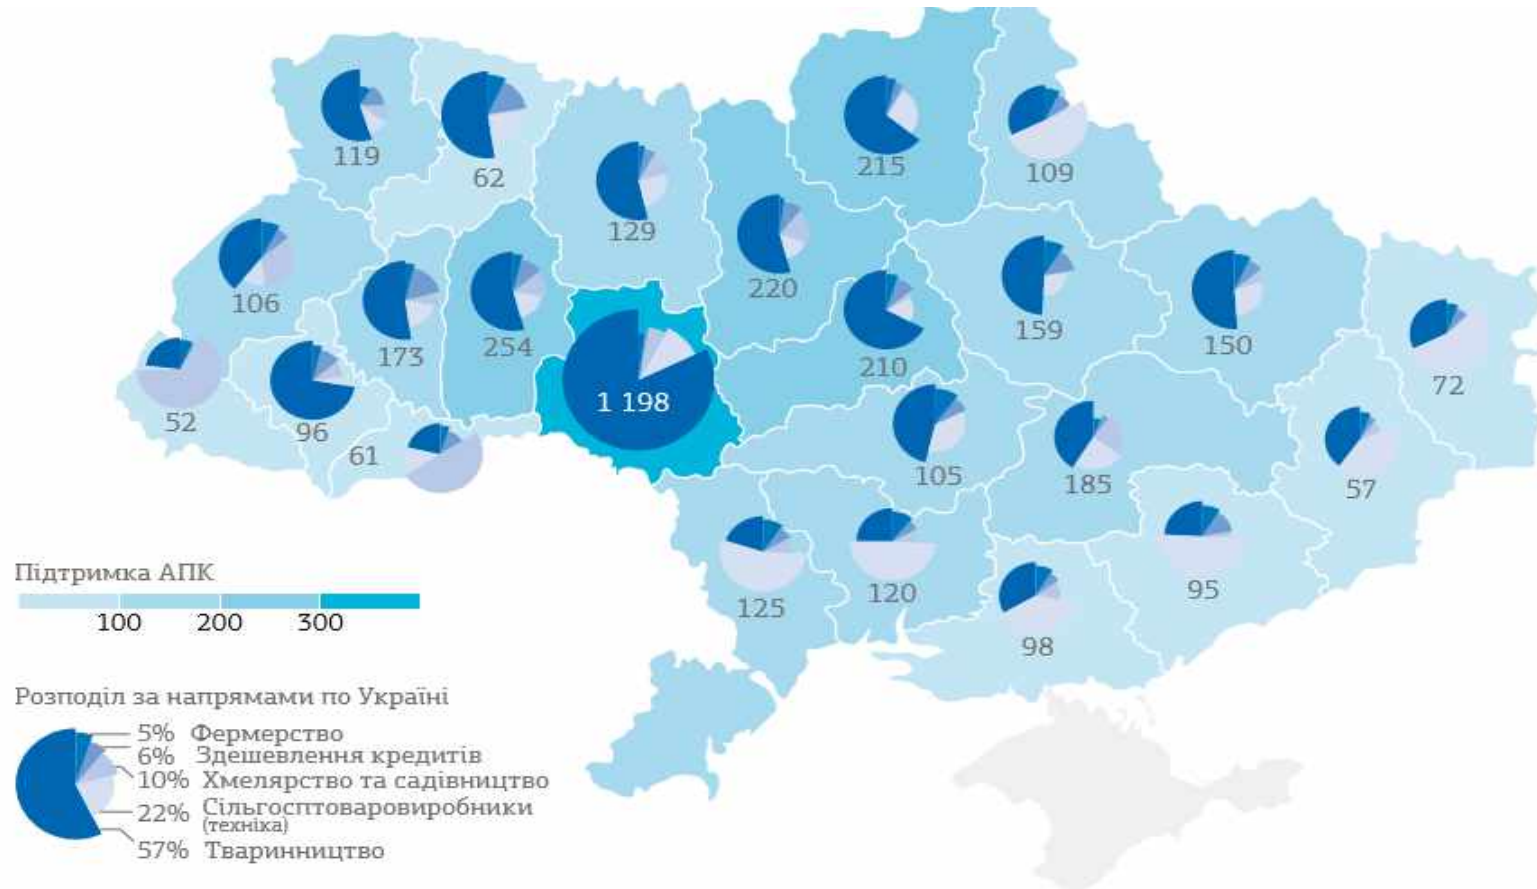 119
62
129
215
109
106
173
254
220
210
159
150
72
52
96
61
1 198
105
185
57
125
120
98
95
Підтримка АПК
100 200 300
Розподіл за напрямами по Україні
5% Фермерство
6% Здешевлення кредитів
10% Хмелярство та садівництво
22% Сільгосптоваровиробники
(техніка)
57% Тваринництво